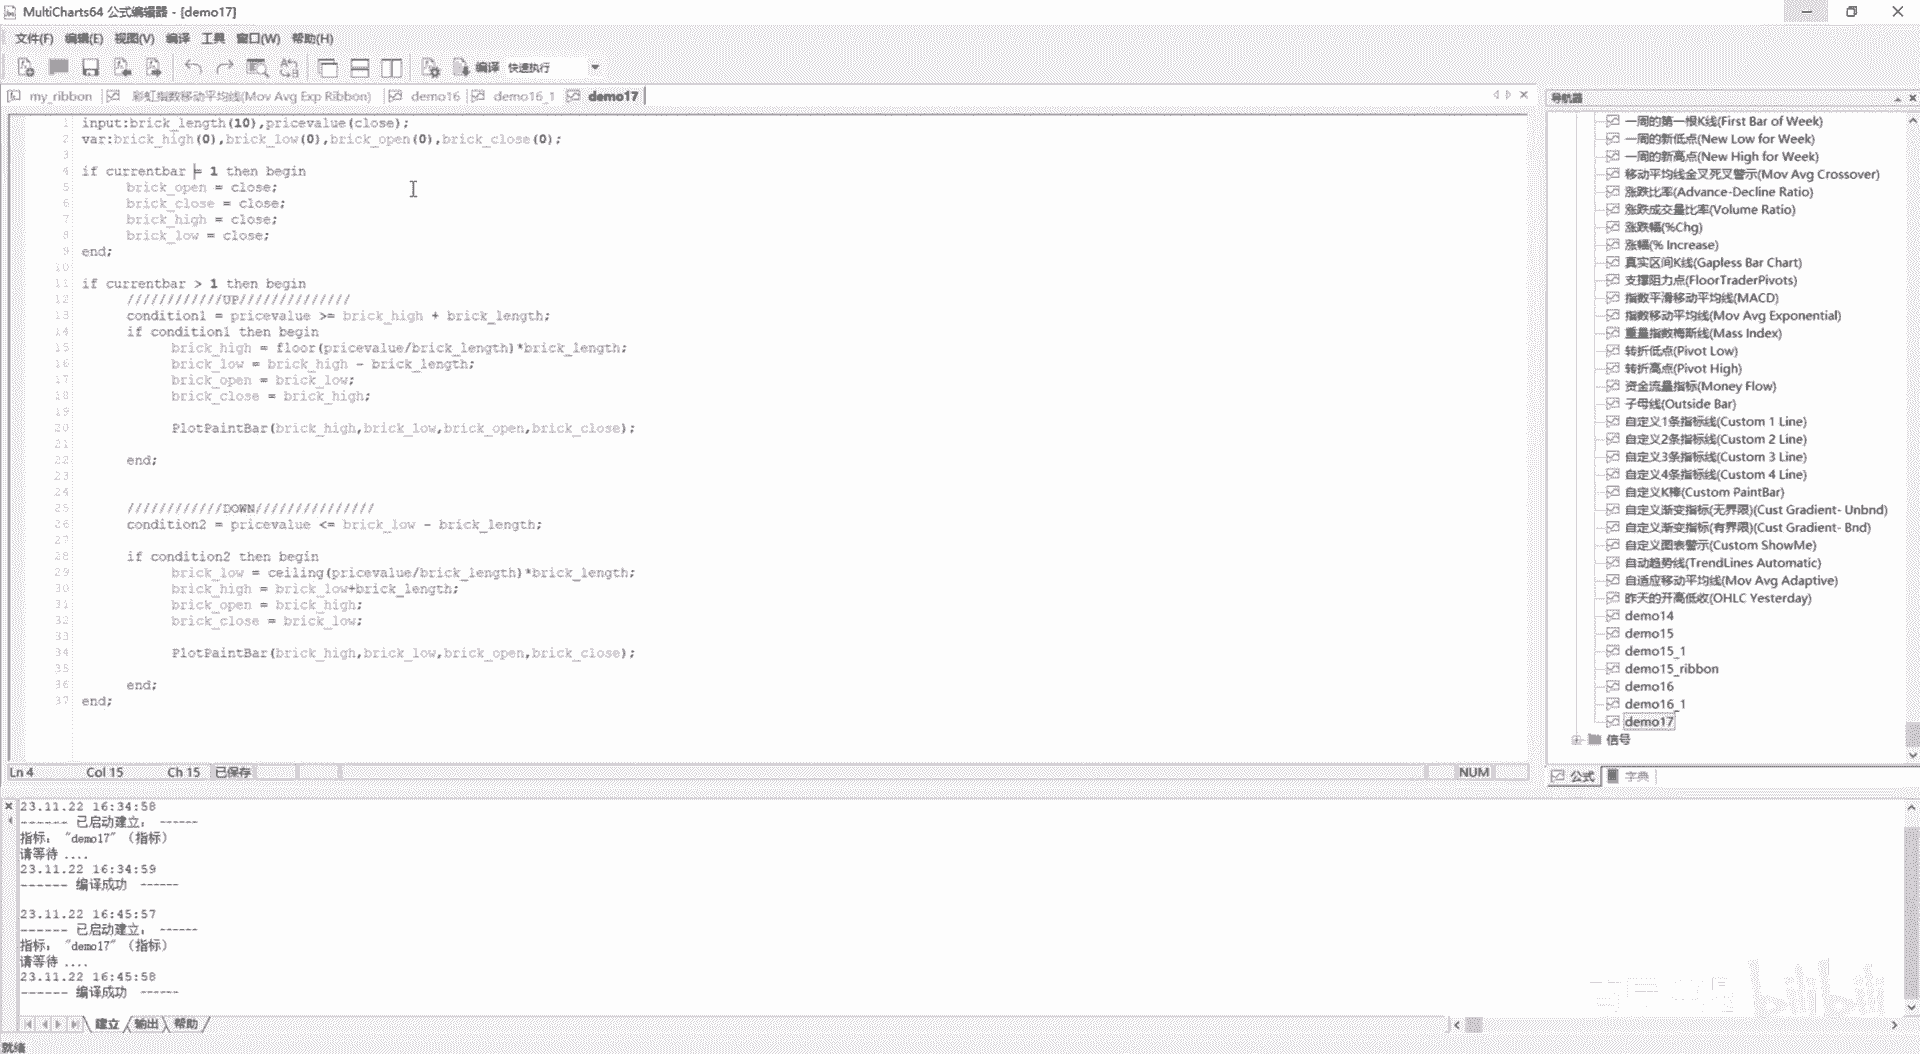 MultiCharts64 公式编辑器 - [demo17]
文件(F) 编辑(E) 视图(V) 编译 工具 窗口(W) 帮助(H)
编译 快速执行
my_ribbon 彩虹指数移动平均线(Mov Avg Exp Ribbon) demo16 demo16_1 demo17
1 input:brick_length(10),pricevalue(close);
2 var:brick_high(0),brick_low(0),brick_open(0),brick_close(0);
3
4 if currentbar = 1 then begin
5 brick_open = close;
6 brick_close = close;
7 brick_high = close;
8 brick_low = close;
9 end;
10
11 if currentbar > 1 then begin
12 ////////////UP//////////////
13 condition1 = pricevalue >= brick_high + brick_length;
14 if condition1 then begin
15 brick_high = floor(pricevalue/brick_length)*brick_length;
16 brick_low = brick_high - brick_length;
17 brick_open = brick_low;
18 brick_close = brick_high;
19
20 PlotPaintBar(brick_high,brick_low,brick_open,brick_close);
21
22 end;
23
24
25 ////////////DOWN///////////////
26 condition2 = pricevalue <= brick_low - brick_length;
27
28 if condition2 then begin
29 brick_low = ceiling(pricevalue/brick_length)*brick_length;
30 brick_high = brick_low+brick_length;
31 brick_open = brick_high;
32 brick_close = brick_low;
33
34 PlotPaintBar(brick_high,brick_low,brick_open,brick_close);
35
36 end;
37 end;
Ln 4 Col 15 Ch 15 已保存 NUM
导航器
一周的第一根K线(First Bar of Week)
一周的新低点(New Low for Week)
一周的新高点(New High for Week)
移动平均线金叉死叉警示(Mov Avg Crossover)
涨跌比率(Advance-Decline Ratio)
涨跌成交量比率(Volume Ratio)
涨跌幅(%Chg)
涨幅(% Increase)
真实区间K线(Gapless Bar Chart)
支撑阻力点(FloorTraderPivots)
指数平滑移动平均线(MACD)
指数移动平均线(Mov Avg Exponential)
重量指数梅斯线(Mass Index)
转折低点(Pivot Low)
转折高点(Pivot High)
资金流量指标(Money Flow)
子母线(Outside Bar)
自定义1条指标线(Custom 1 Line)
自定义2条指标线(Custom 2 Line)
自定义3条指标线(Custom 3 Line)
自定义4条指标线(Custom 4 Line)
自定义K棒(Custom PaintBar)
自定义渐变指标(无界限)(Cust Gradient- Unbnd)
自定义渐变指标(有界限)(Cust Gradient- Bnd)
自定义图表警示(Custom ShowMe)
自动趋势线(TrendLines Automatic)
自适应移动平均线(Mov Avg Adaptive)
昨天的开高低收(OHLC Yesterday)
demo14
demo15
demo15_1
demo15_ribbon
demo16
demo16_1
demo17
信号
公式 字典
23.11.22 16:34:58
------ 已启动建立: ------
指标: "demo17" (指标)
请等待 ....
23.11.22 16:34:59
------ 编译成功 ------
23.11.22 16:45:57
------ 已启动建立: ------
指标: "demo17" (指标)
请等待 ....
23.11.22 16:45:58
------ 编译成功 ------
bilibili
建立 输出 帮助
就绪